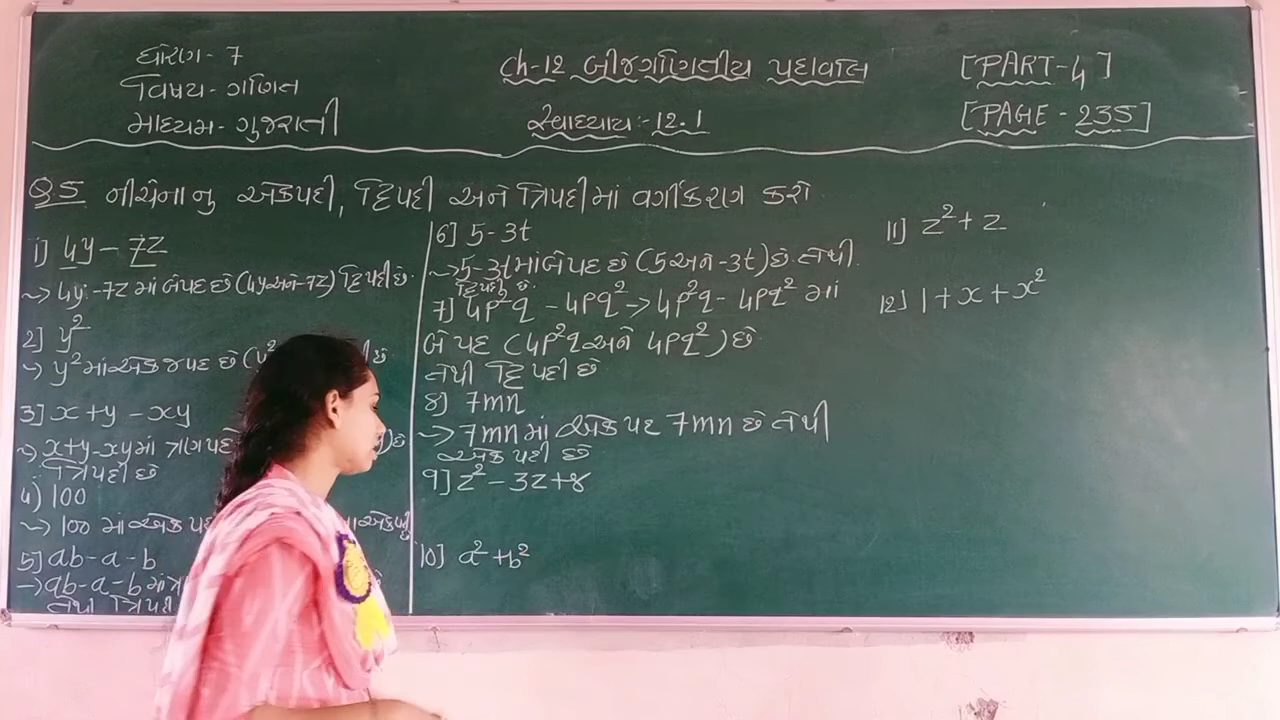 ધોરણ - 7
વિષય - ગણિત
માધ્યમ - ગુજરાતી
Ch-12 બીજગણિતીય પદાવલિ
સ્વાધ્યાય :- 12.1
[PART-4]
[PAGE - 235]
Q.5 નીચેનાનુ એકપદી, દ્વિપદી અને ત્રિપદીમાં વર્ગીકરણ કરો
1] 4y - 7z
→ 4y - 7z માં બે પદ છે (4y અને -7z) દ્વિપદી છે.
2] y²
→ y² માં એક જ પદ છે (y² છે
3] x + y - xy
→ x+y-xy માં ત્રણ પદ )છે
ત્રિપદી છે
4) 100
→ 100 માં એક પદ
5] ab - a - b
→ ab - a - b માં
તેથી ત્રિપદી
6] 5 - 3t
→ 5-3t માં બે પદ છે (5 અને -3t) છે તેથી
દ્વિપદી છે.
7] 4p²q - 4pq² → 4p²q - 4pq² માં
બે પદ (4p²q અને 4pq²) છે
તેથી દ્વિપદી છે
8] 7mn
→ 7mn માં એક પદ 7mn છે તેથી
એક પદી છે
9] z² - 3z + 8
10] a² + b²
11] z² + z
12] 1 + x + x²